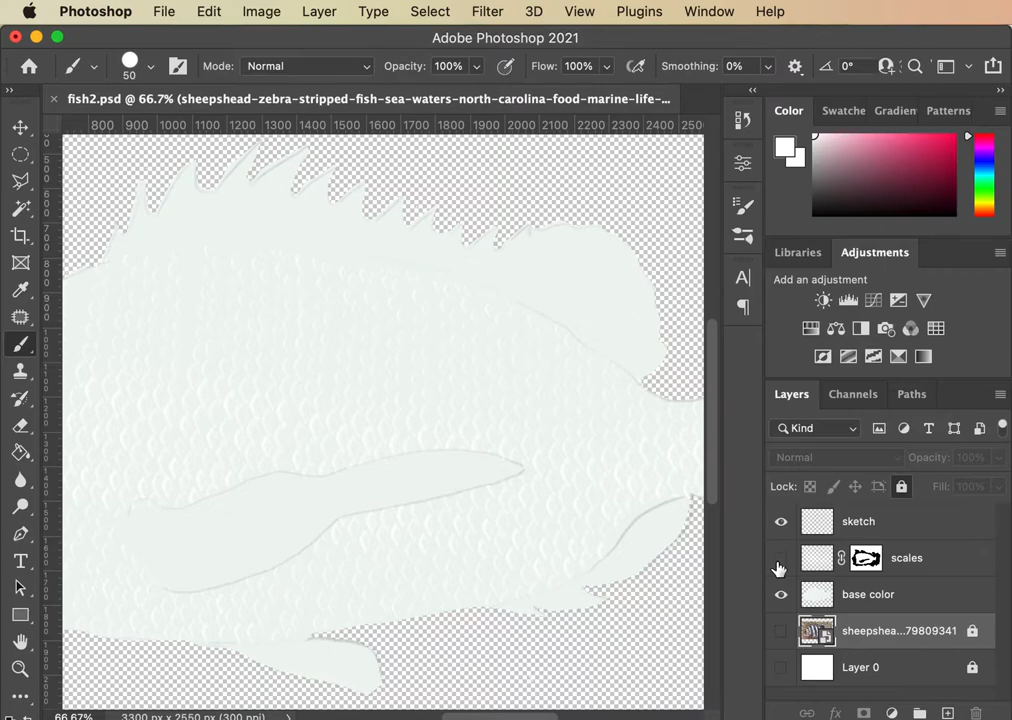 Photoshop File Edit Image Layer Type Select Filter 3D View Plugins Window Help
Adobe Photoshop 2021
50 Mode: Normal Opacity: 100% Flow: 100% Smoothing: 0% 0°
fish2.psd @ 66.7% (sheepshead-zebra-stripped-fish-sea-waters-north-carolina-food-marine-life-...
800 900 1000 1100 1200 1300 1400 1500 1600 1700 1800 1900 2000 2100 2200 2300 2400 2500
Color Swatche Gradien Patterns
Libraries Adjustments
Add an adjustment
Layers Channels Paths
Kind
Normal Opacity: 100%
Lock: Fill: 100%
sketch
scales
base color
sheepshea...79809341
Layer 0
66.67% 3300 px x 2550 px (300 ppi)